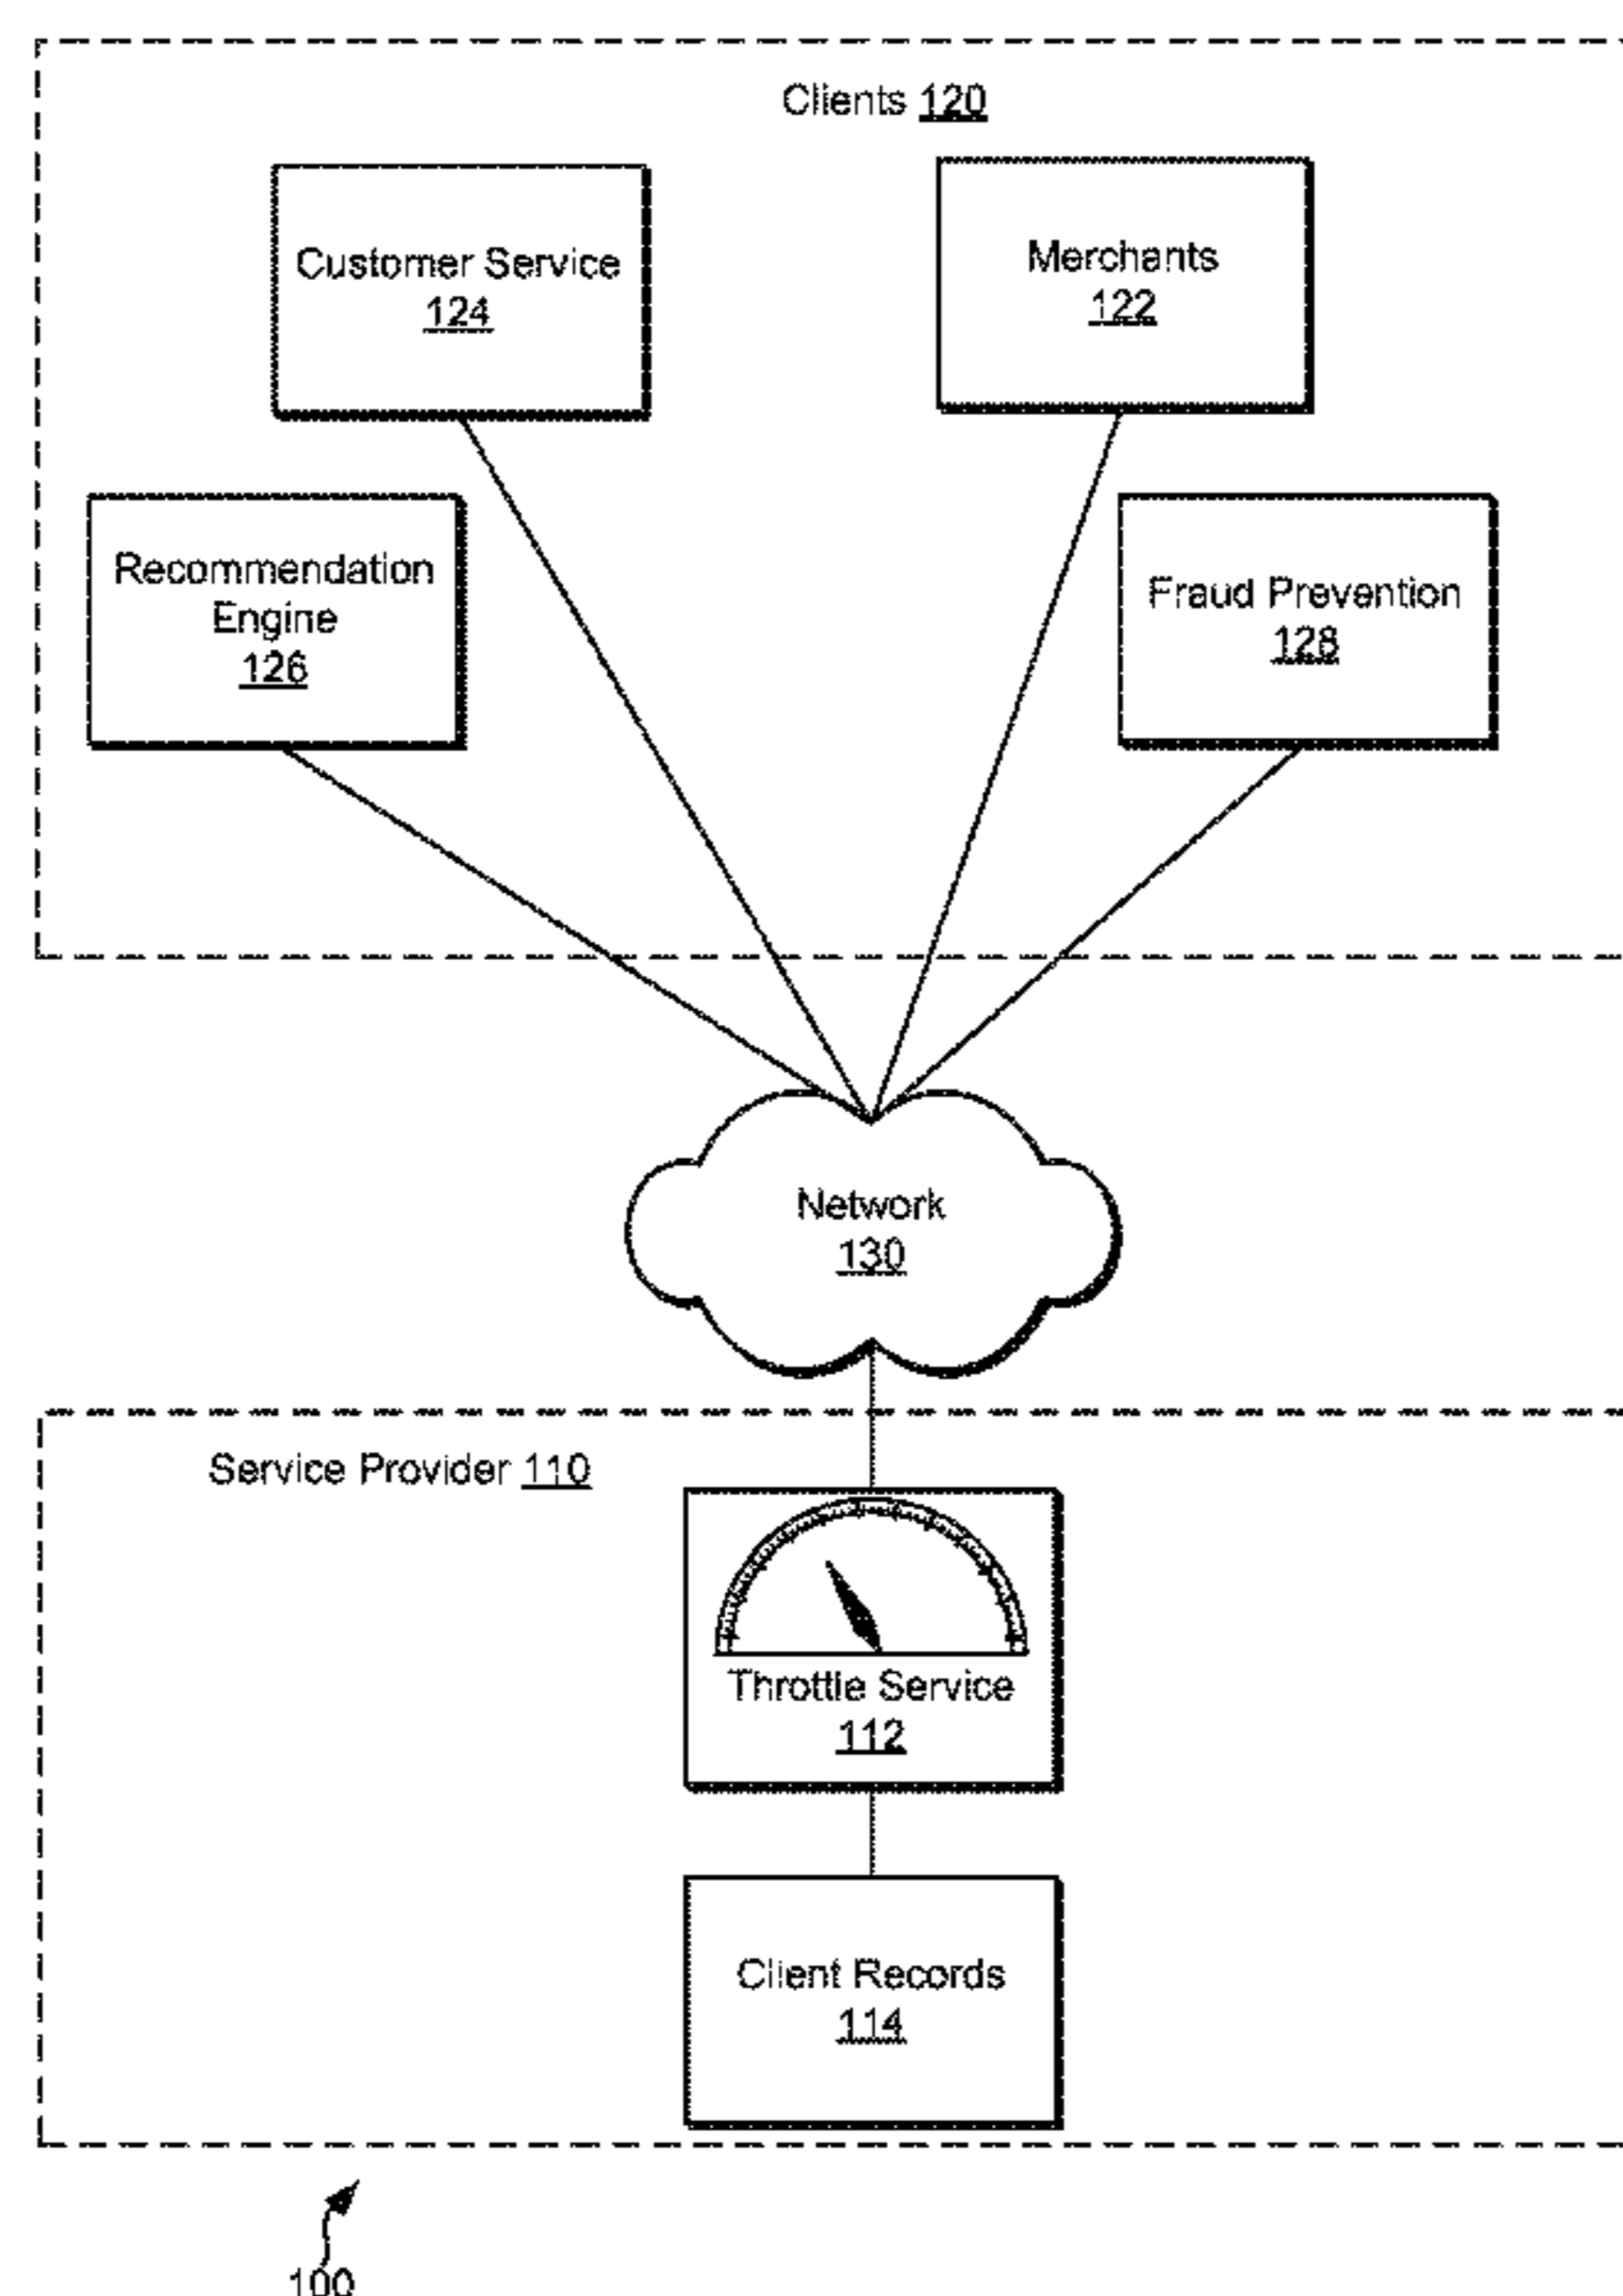 Clients 120
Customer Service
124
Merchants
122
Recommendation
Engine
126
Fraud Prevention
128
Network
130
Service Provider 110
Throttle Service
112
Client Records
114
100